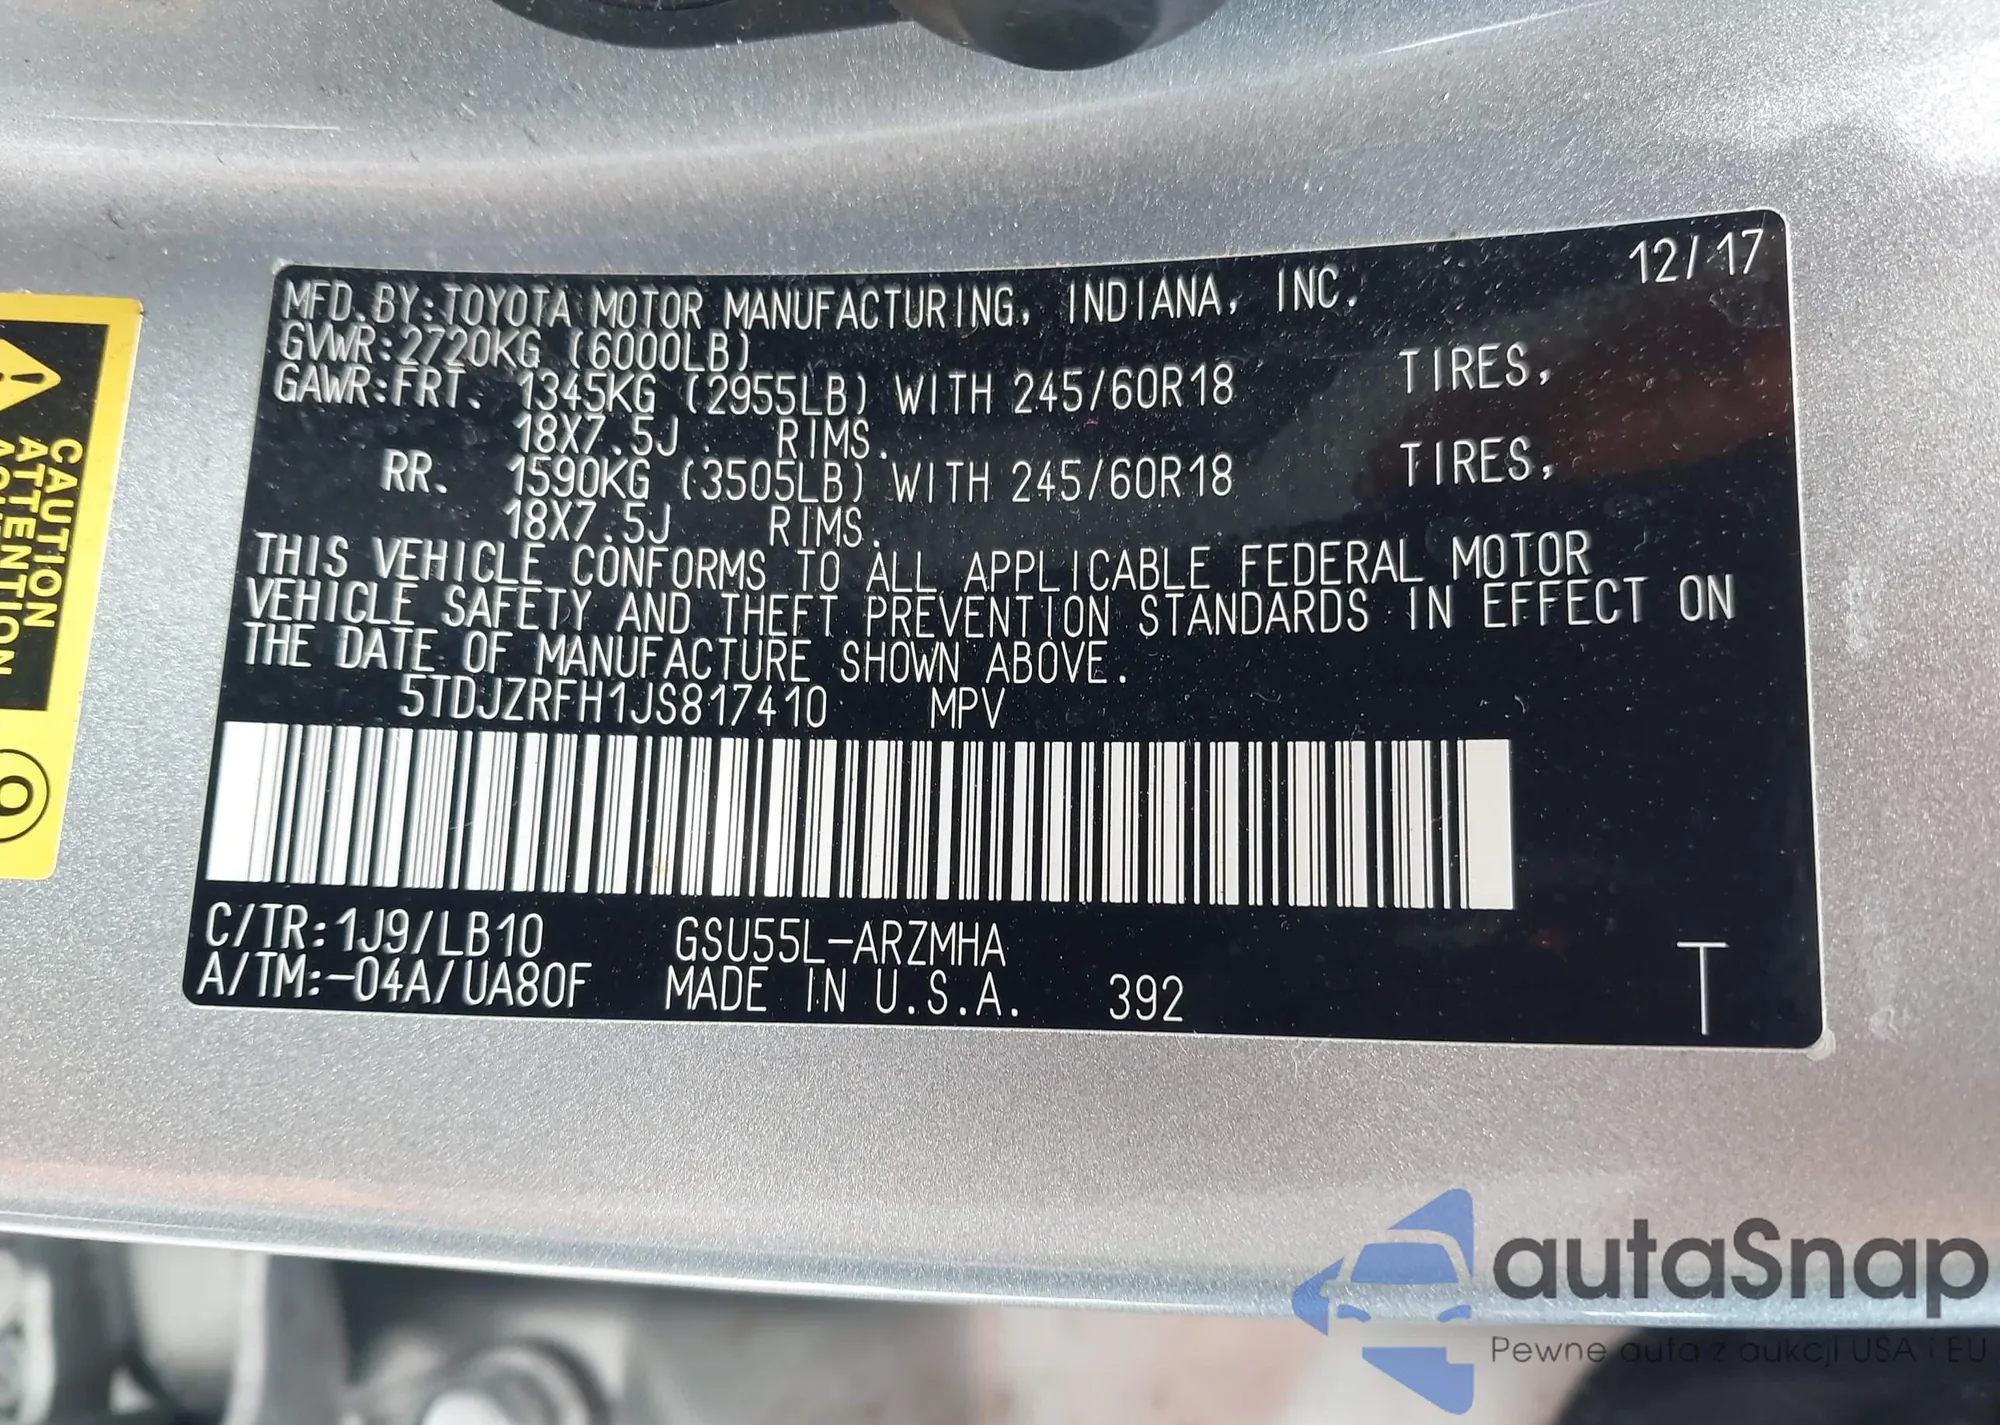 12/17
MFD.BY:TOYOTA MOTOR MANUFACTURING, INDIANA, INC.
GVWR:2720KG (6000LB)
GAWR:FRT. 1345KG (2955LB) WITH 245/60R18 TIRES,
18X7.5J RIMS.
RR. 1590KG (3505LB) WITH 245/60R18 TIRES,
18X7.5J RIMS.
THIS VEHICLE CONFORMS TO ALL APPLICABLE FEDERAL MOTOR
VEHICLE SAFETY AND THEFT PREVENTION STANDARDS IN EFFECT ON
THE DATE OF MANUFACTURE SHOWN ABOVE.
5TDJZRFH1JS817410 MPV
C/TR:1J9/LB10 GSU55L-ARZMHA
A/TM:-04A/UA80F MADE IN U.S.A. 392 T
CAUTION
ATTENTION
autaSnap
Pewne auta z aukcji USA i EU